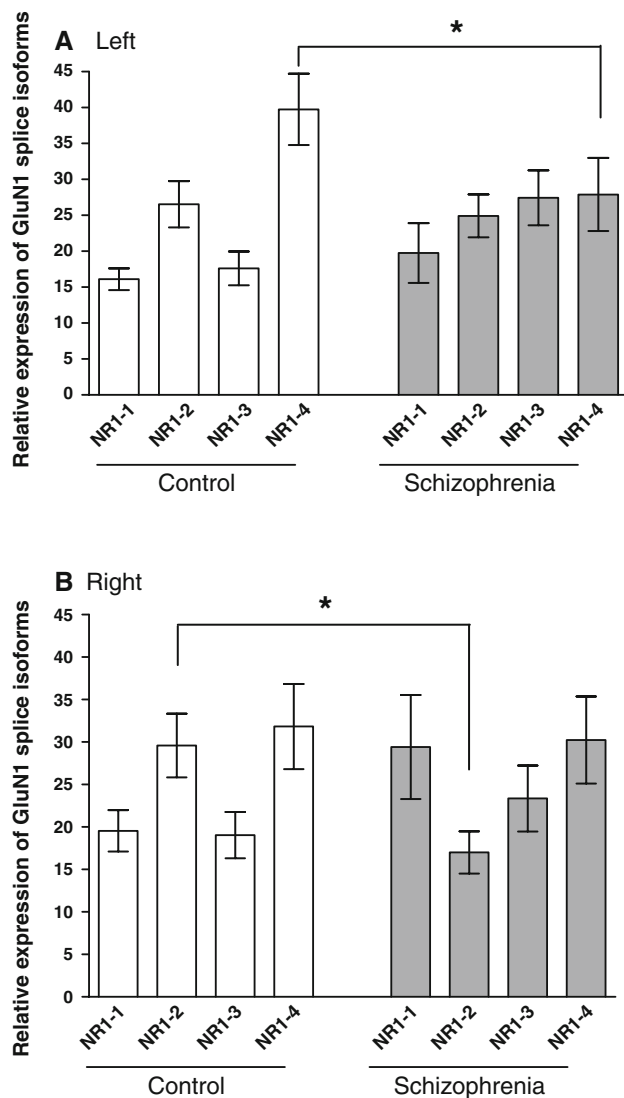 A Left
*
Relative expression of GluN1 splice isoforms
45
40
35
30
25
20
15
10
5
0
NR1-1 NR1-2 NR1-3 NR1-4 NR1-1 NR1-2 NR1-3 NR1-4
Control Schizophrenia
B Right
*
Relative expression of GluN1 splice isoforms
45
40
35
30
25
20
15
10
5
0
NR1-1 NR1-2 NR1-3 NR1-4 NR1-1 NR1-2 NR1-3 NR1-4
Control Schizophrenia